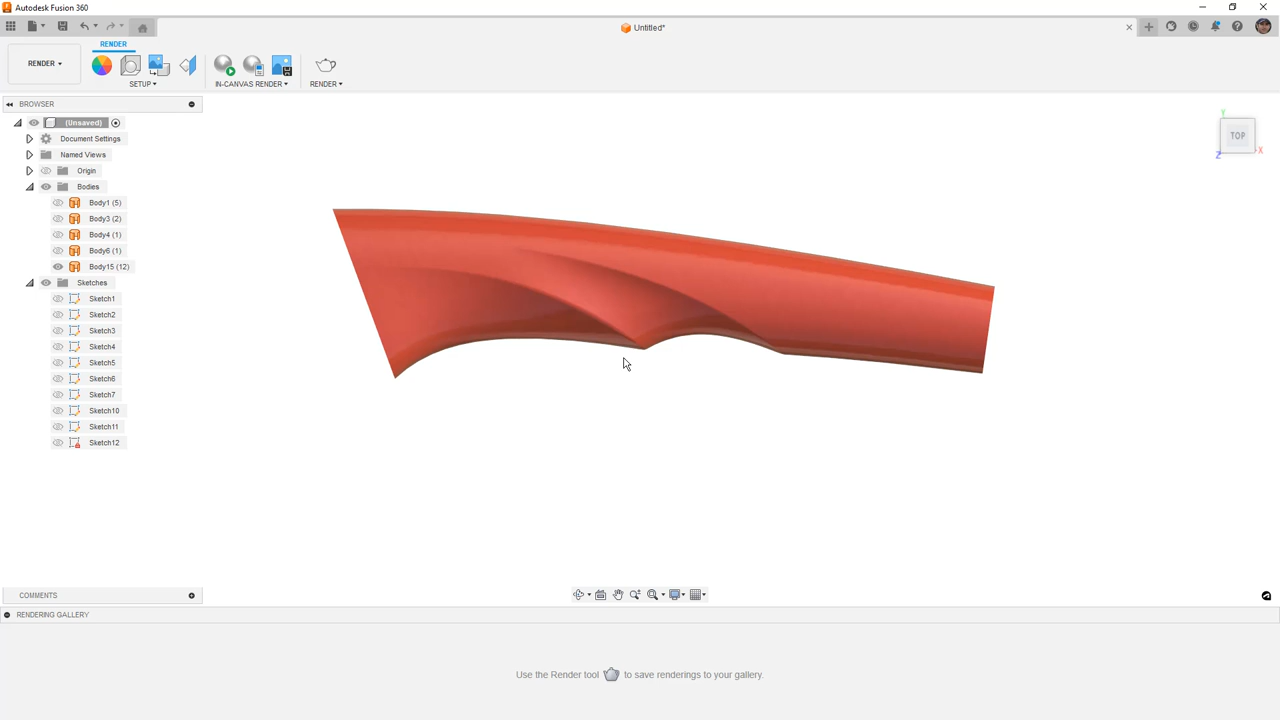 Autodesk Fusion 360
Untitled*
RENDER
RENDER
SETUP
IN-CANVAS RENDER
RENDER
BROWSER
(Unsaved)
Document Settings
Named Views
Origin
Bodies
Body1 (5)
Body3 (2)
Body4 (1)
Body6 (1)
Body15 (12)
Sketches
Sketch1
Sketch2
Sketch3
Sketch4
Sketch5
Sketch6
Sketch7
Sketch10
Sketch11
Sketch12
Y
TOP
Z
X
COMMENTS
RENDERING GALLERY
Use the Render tool to save renderings to your gallery.